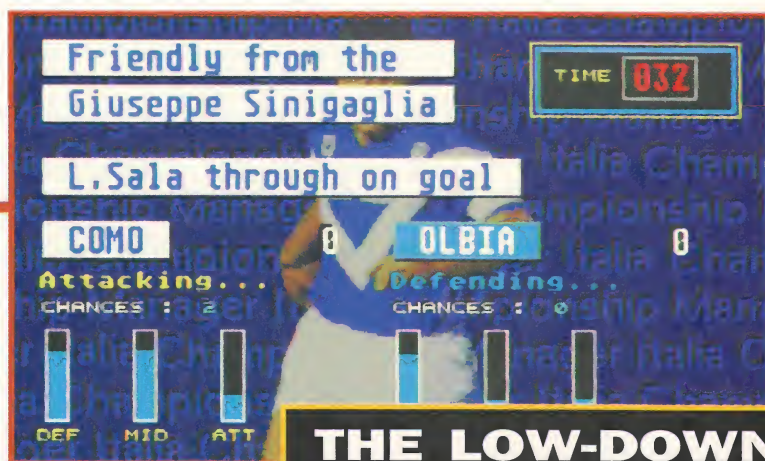 Friendly from the
Giuseppe Sinigaglia
TIME 032
L.Sala through on goal
COMO 0 OLBIA 0
Attacking... Defending...
CHANCES : 2 CHANCES : 0
DEF MID ATT
THE LOW-DOWN